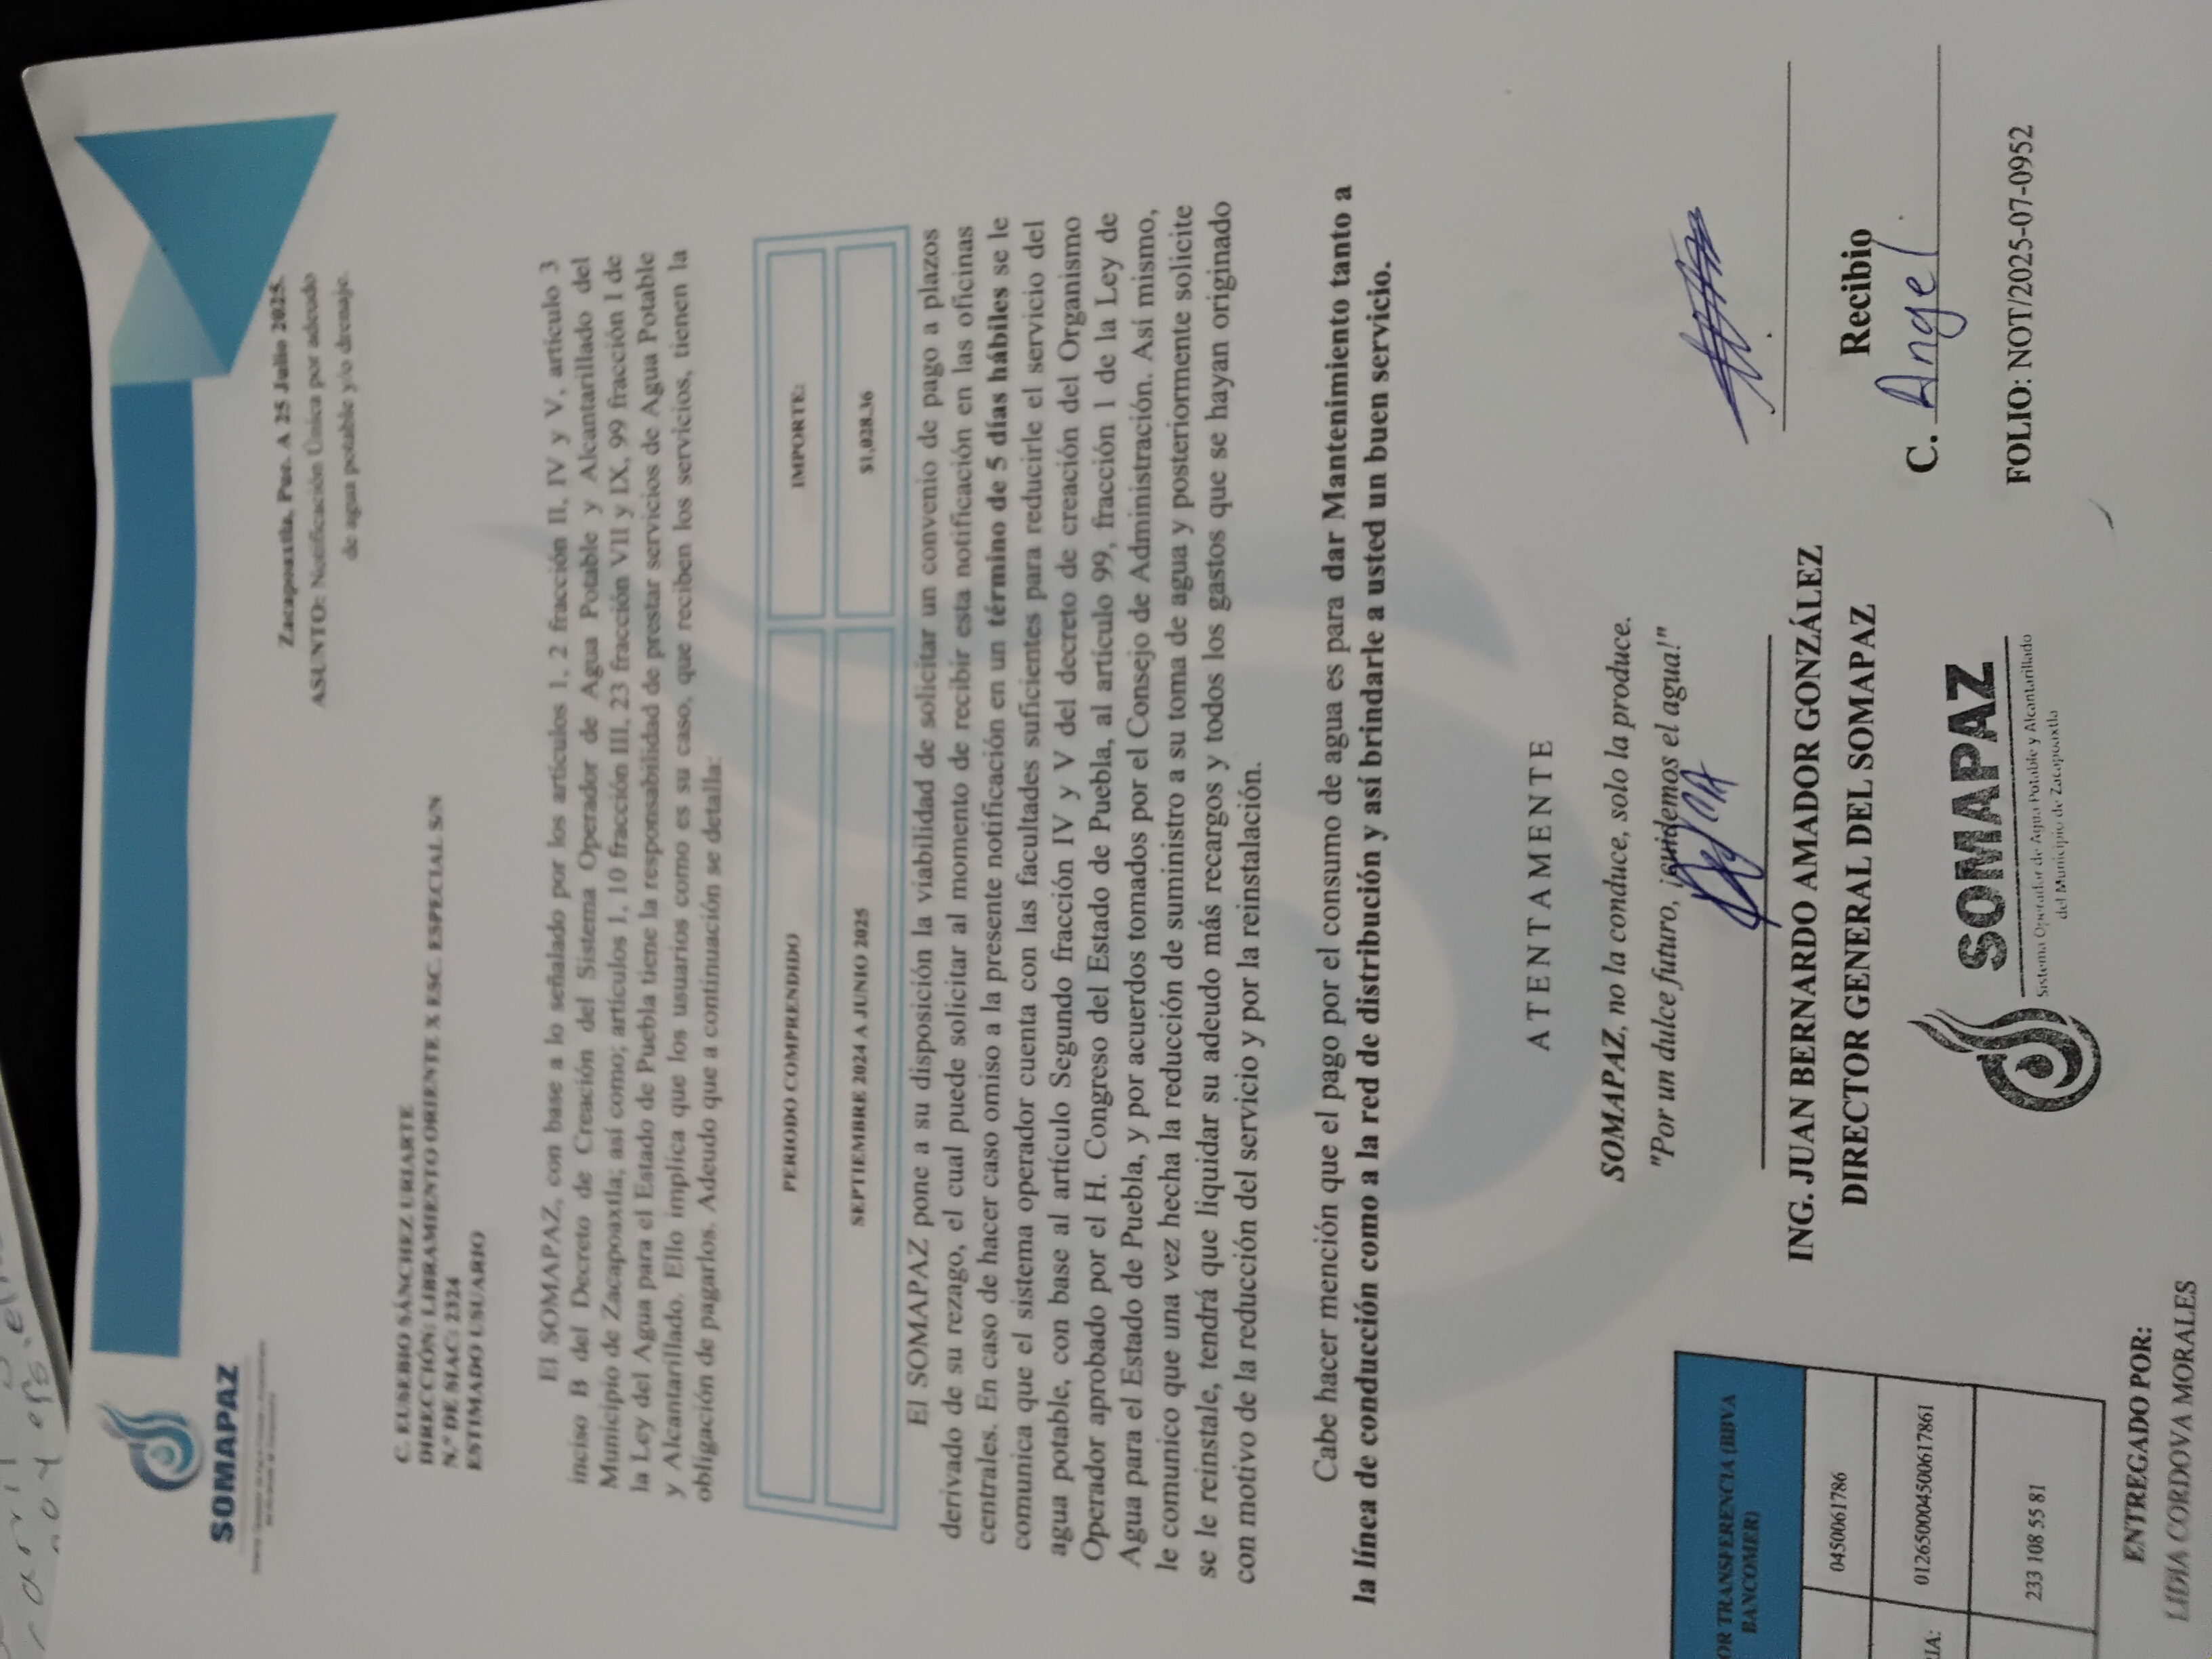 SOMAPAZ
Zacapoaxtla, Pue. A 25 Julio 2025.
ASUNTO: Notificación Única por adeudo
de agua potable y/o drenaje.
C. EUSEBIO SÁNCHEZ URIARTE
DIRECCIÓN: LIBRAMIENTO ORIENTE X ESC. ESPECIAL S/N
N.º DE SIAC: 2324
ESTIMADO USUARIO
El SOMAPAZ, con base a lo señalado por los artículos 1, 2 fracción II, IV y V, artículo 3
inciso B del Decreto de Creación del Sistema Operador de Agua Potable y Alcantarillado del
Municipio de Zacapoaxtla; así como; artículos 1, 10 fracción III, 23 fracción VII y IX, 99 fracción I de
la Ley del Agua para el Estado de Puebla tiene la responsabilidad de prestar servicios de Agua Potable
y Alcantarillado. Ello implica que los usuarios como es su caso, que reciben los servicios, tienen la
obligación de pagarlos. Adeudo que a continuación se detalla:
PERIODO COMPRENDIDO
IMPORTE:
SEPTIEMBRE 2024 A JUNIO 2025
$1,028.36
El SOMAPAZ pone a su disposición la viabilidad de solicitar un convenio de pago a plazos
derivado de su rezago, el cual puede solicitar al momento de recibir esta notificación en las oficinas
centrales. En caso de hacer caso omiso a la presente notificación en un término de 5 días hábiles se le
comunica que el sistema operador cuenta con las facultades suficientes para reducirle el servicio del
agua potable, con base al artículo Segundo fracción IV y V del decreto de creación del Organismo
Operador aprobado por el H. Congreso del Estado de Puebla, al artículo 99, fracción 1 de la Ley de
Agua para el Estado de Puebla, y por acuerdos tomados por el Consejo de Administración. Así mismo,
le comunico que una vez hecha la reducción de suministro a su toma de agua y posteriormente solicite
se le reinstale, tendrá que liquidar su adeudo más recargos y todos los gastos que se hayan originado
con motivo de la reducción del servicio y por la reinstalación.
Cabe hacer mención que el pago por el consumo de agua es para dar Mantenimiento tanto a
la línea de conducción como a la red de distribución y así brindarle a usted un buen servicio.
ATENTAMENTE
SOMAPAZ, no la conduce, solo la produce.
"Por un dulce futuro, ¡cuidemos el agua!"
OR TRANSFERENCIA (BBVA
BANCOMER)
0450061786
IA:
012650004500617861
233 108 55 81
ING. JUAN BERNARDO AMADOR GONZÁLEZ
DIRECTOR GENERAL DEL SOMAPAZ
Recibio
C. Angel
SOMAPAZ
Sistema Operador de Agua Potable y Alcantarillado
del Municipio de Zacapoaxtla
FOLIO: NOT/2025-07-0952
ENTREGADO POR:
LIDIA CORDOVA MORALES